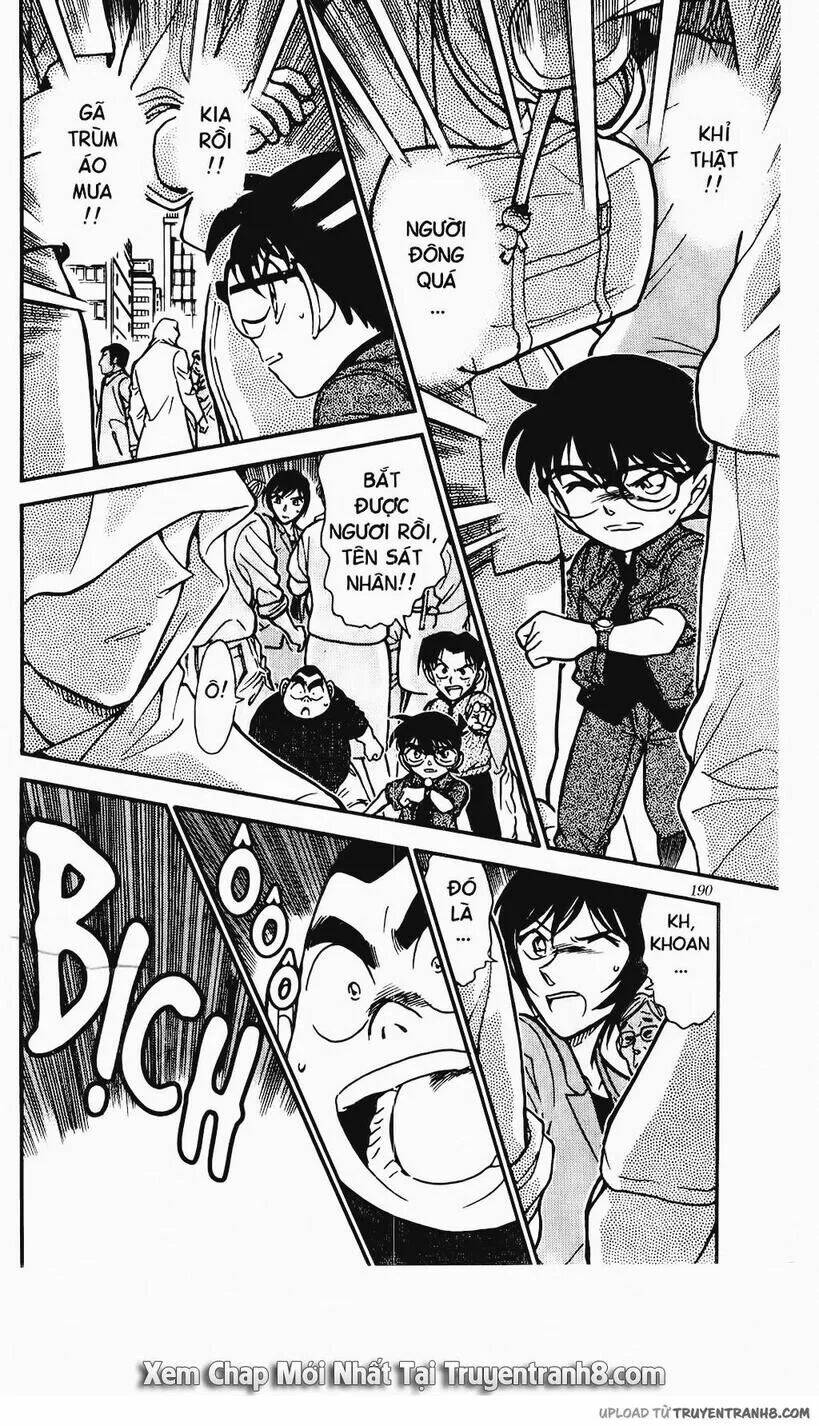 KHỈ
THẬT
!!
NGƯỜI
ĐÔNG
QUÁ
...
KIA
RỒI
!!
GÃ
TRÙM
ÁO
MƯA
!!
BẮT
ĐƯỢC
NGƯƠI RỒI,
TÊN SÁT
NHÂN!!
Ô!
190
KH,
KHOAN
...
ĐÓ
LÀ
...
Ô
Ô
Ô
BỊCH
Xem Chap Mới Nhất Tại Truyentranh8.com
UPLOAD TỪ TRUYENTRANH8.COM